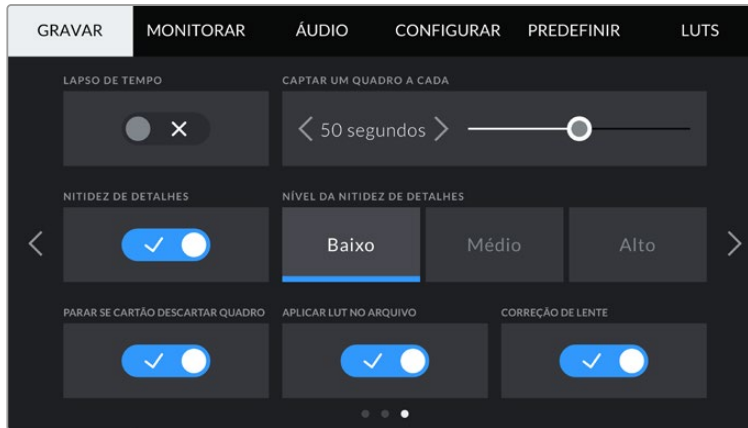 GRAVAR MONITORAR ÁUDIO CONFIGURAR PREDEFINIR LUTS
LAPSO DE TEMPO CAPTAR UM QUADRO A CADA
50 segundos
NITIDEZ DE DETALHES NÍVEL DA NITIDEZ DE DETALHES
Baixo Médio Alto
PARAR SE CARTÃO DESCARTAR QUADRO APLICAR LUT NO ARQUIVO CORREÇÃO DE LENTE